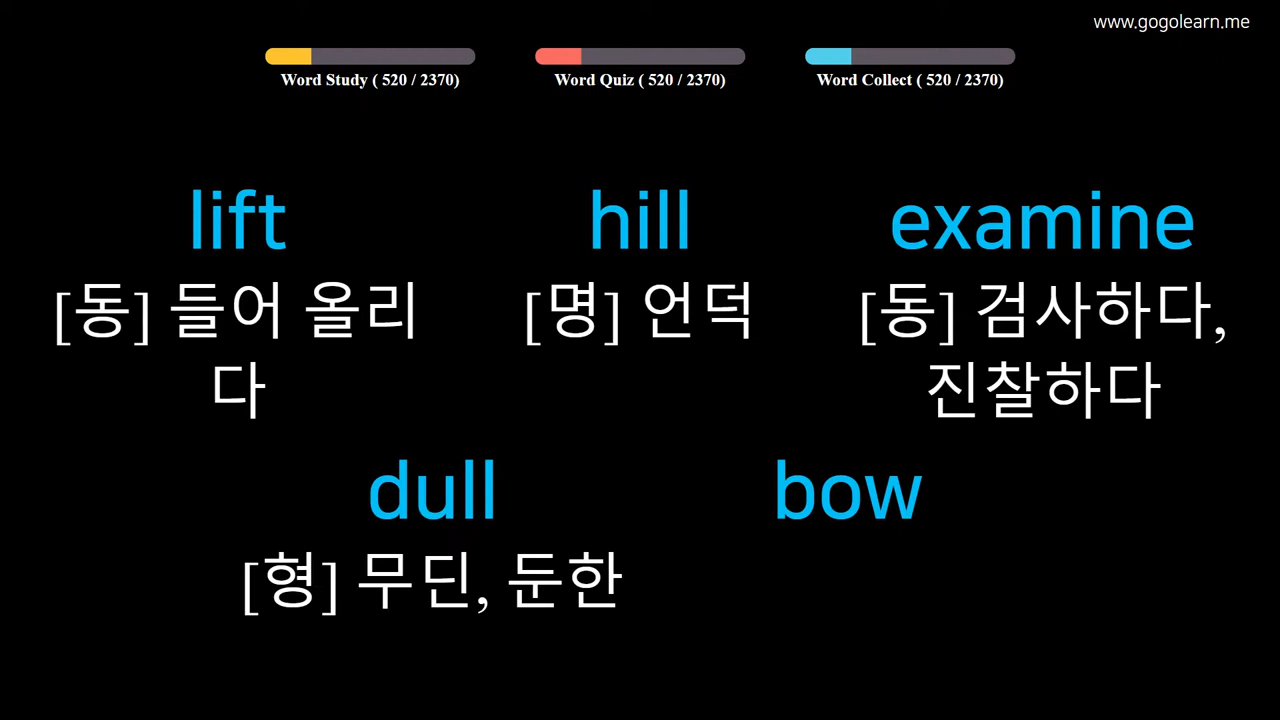 www.gogolearn.me
Word Study ( 520 / 2370)
Word Quiz ( 520 / 2370)
Word Collect ( 520 / 2370)
lift
[동] 들어 올리
다
hill
[명] 언덕
examine
[동] 검사하다,
진찰하다
dull
[형] 무딘, 둔한
bow